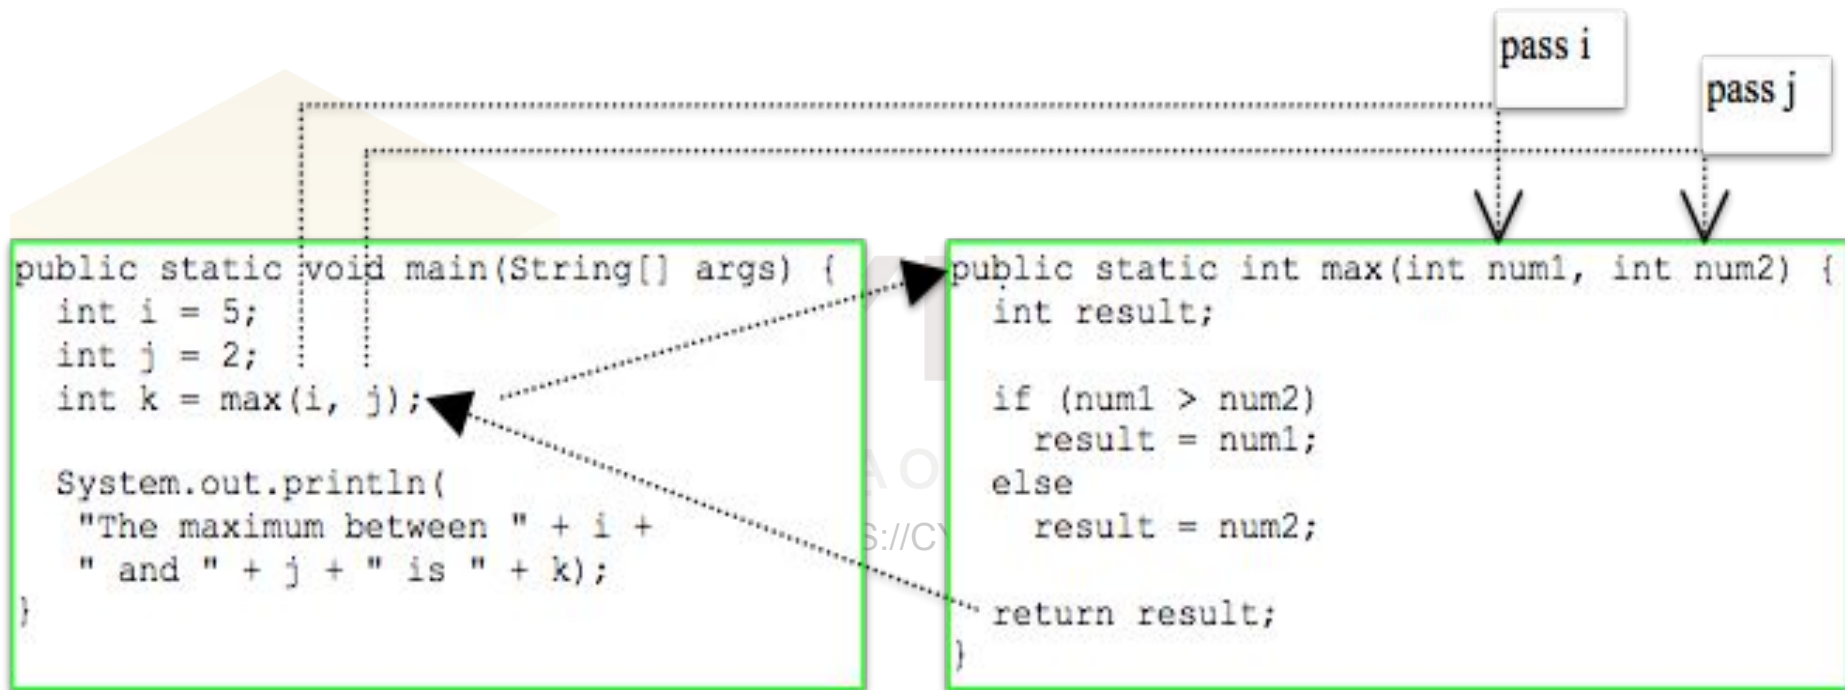 pass i
pass j
public static void main(String[] args) {
  int i = 5;
  int j = 2;
  int k = max(i, j);

  System.out.println(
   "The maximum between " + i +
   " and " + j + " is " + k);
}
public static int max(int num1, int num2) {
  int result;

  if (num1 > num2)
    result = num1;
  else
    result = num2;

  return result;
}